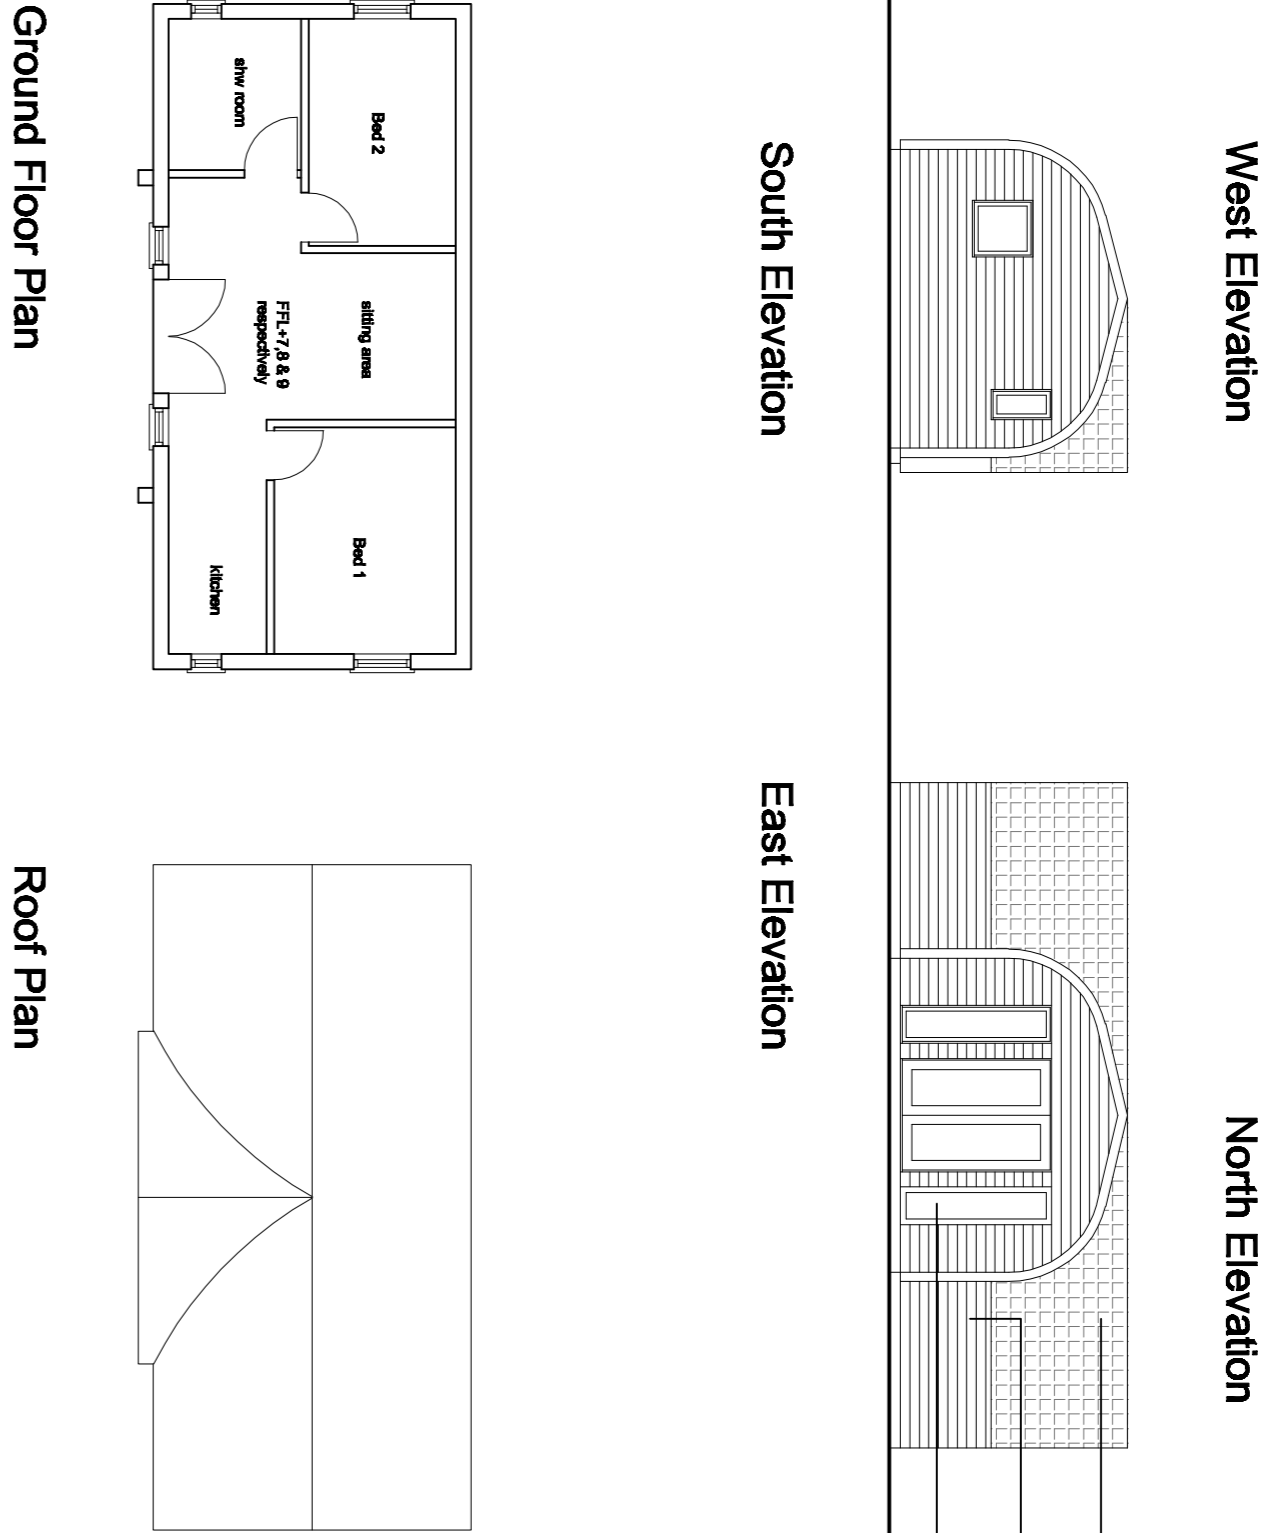 West Elevation
North Elevation
South Elevation
East Elevation
Bed 2
shw room
sitting area
FFL+7,8 & 9
respectively
Bed 1
kitchen
Ground Floor Plan
Roof Plan